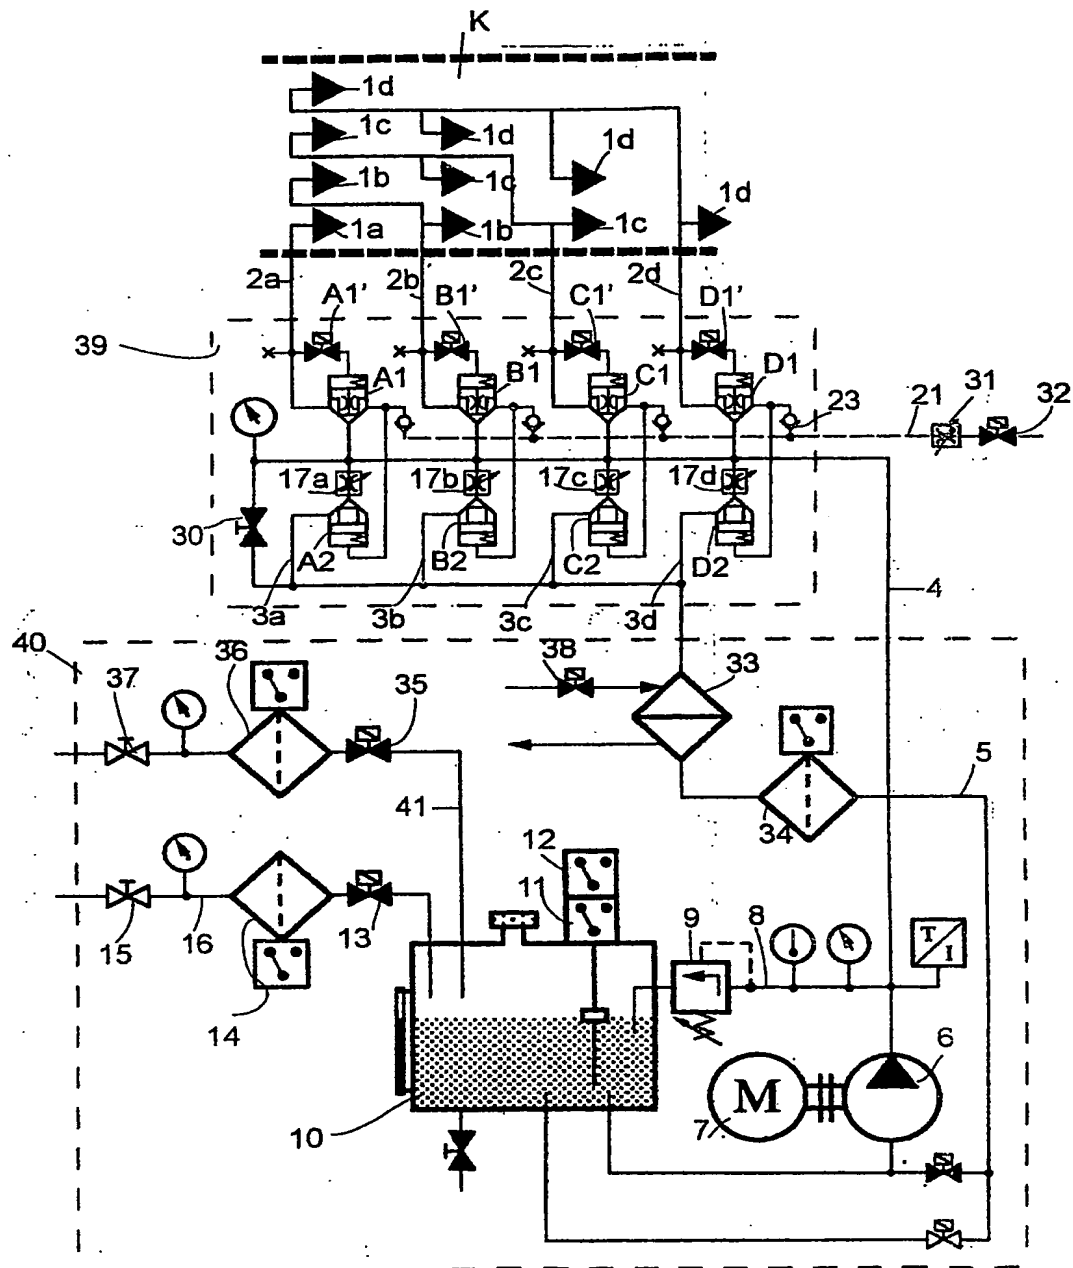 K
1d
1c 1d 1d
1b 1c 1d
1a 1b 1c
2a 2b 2c 2d
A1' B1' C1' D1'
39
A1 B1 C1 D1
23 21 31 32
17a 17b 17c 17d
30
A2 B2 C2 D2
4
3a 3b 3c 3d
40
36 38 33
37 35
5
41
34
12
11
15 16 13 9 8
T
I
14
6
M
7
10